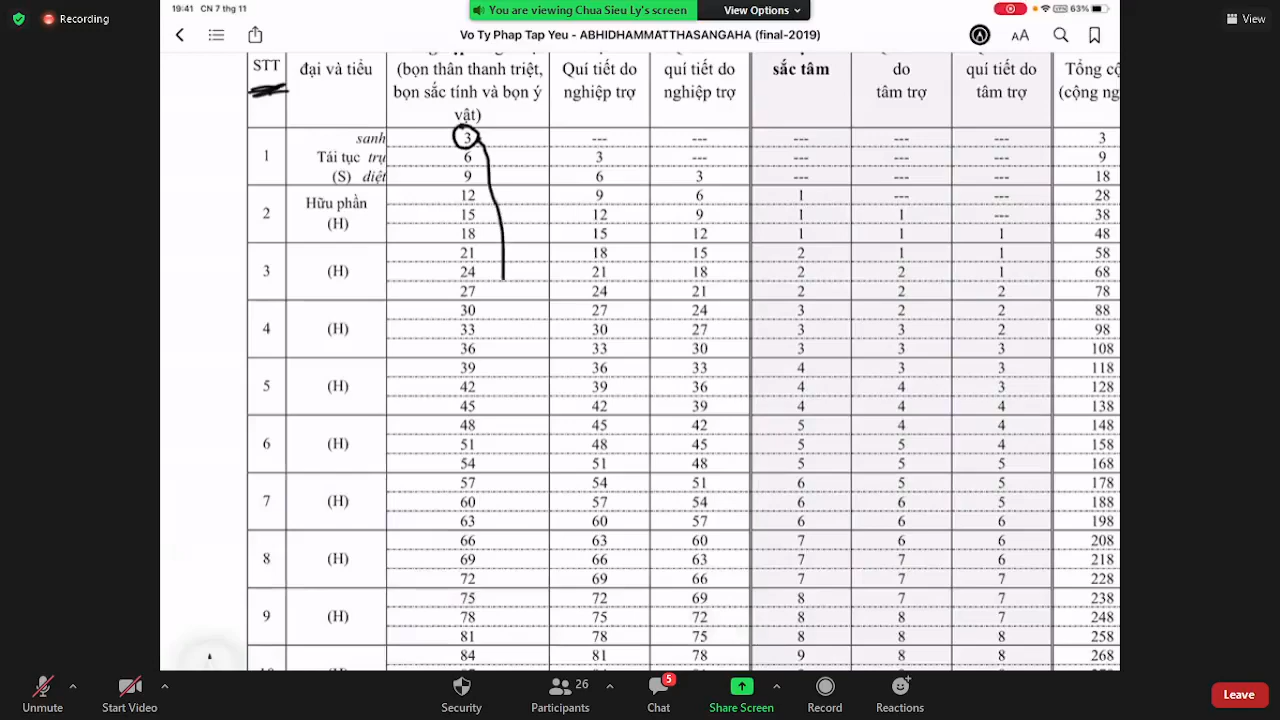 19:41 CN 7 thg 11
You are viewing Chua Sieu Ly's screen
View Options
63%
Recording
View
Vo Ty Phap Tap Yeu - ABHIDHAMMATTHASANGAHA (final-2019)
AA
STT đại và tiểu (bọn thân thanh triệt, Quí tiết do quí tiết do sắc tâm do quí tiết do Tổng cộ
bọn sắc tính và bọn ý nghiệp trợ nghiệp trợ tâm trợ tâm trợ (cộng ng
vật)
sanh 3 --- --- --- --- --- 3
1 Tái tục trụ 6 3 --- --- --- --- 9
(S) diệt 9 6 3 --- --- --- 18
Hữu phần 12 9 6 1 --- --- 28
2 (H) 15 12 9 1 1 --- 38
18 15 12 1 1 1 48
21 18 15 2 1 1 58
3 (H) 24 21 18 2 2 1 68
27 24 21 2 2 2 78
30 27 24 3 2 2 88
4 (H) 33 30 27 3 3 2 98
36 33 30 3 3 3 108
39 36 33 4 3 3 118
5 (H) 42 39 36 4 4 3 128
45 42 39 4 4 4 138
48 45 42 5 4 4 148
6 (H) 51 48 45 5 5 4 158
54 51 48 5 5 5 168
57 54 51 6 5 5 178
7 (H) 60 57 54 6 6 5 188
63 60 57 6 6 6 198
66 63 60 7 6 6 208
8 (H) 69 66 63 7 7 6 218
72 69 66 7 7 7 228
75 72 69 8 7 7 238
9 (H) 78 75 72 8 8 7 248
81 78 75 8 8 8 258
84 81 78 9 8 8 268
26
5
Unmute
Start Video
Security
Participants
Chat
Share Screen
Record
Reactions
Leave